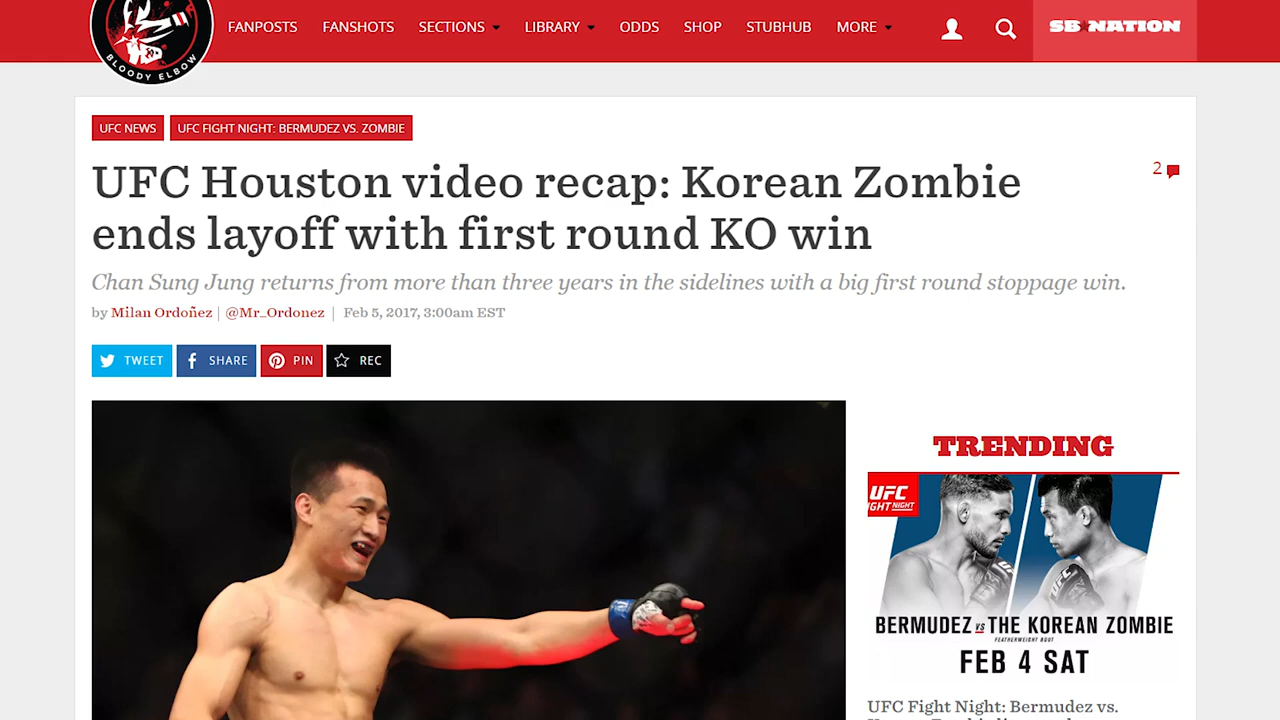 FANPOSTS FANSHOTS SECTIONS LIBRARY ODDS SHOP STUBHUB MORE SB NATION
BLOODY ELBOW
UFC NEWS UFC FIGHT NIGHT: BERMUDEZ VS. ZOMBIE
UFC Houston video recap: Korean Zombie
ends layoff with first round KO win
2
Chan Sung Jung returns from more than three years in the sidelines with a big first round stoppage win.
by Milan Ordoñez | @Mr_Ordonez | Feb 5, 2017, 3:00am EST
TWEET SHARE PIN REC
TRENDING
UFC
FIGHT NIGHT
BERMUDEZ VS THE KOREAN ZOMBIE
FEATHERWEIGHT BOUT
FEB 4 SAT
UFC Fight Night: Bermudez vs.